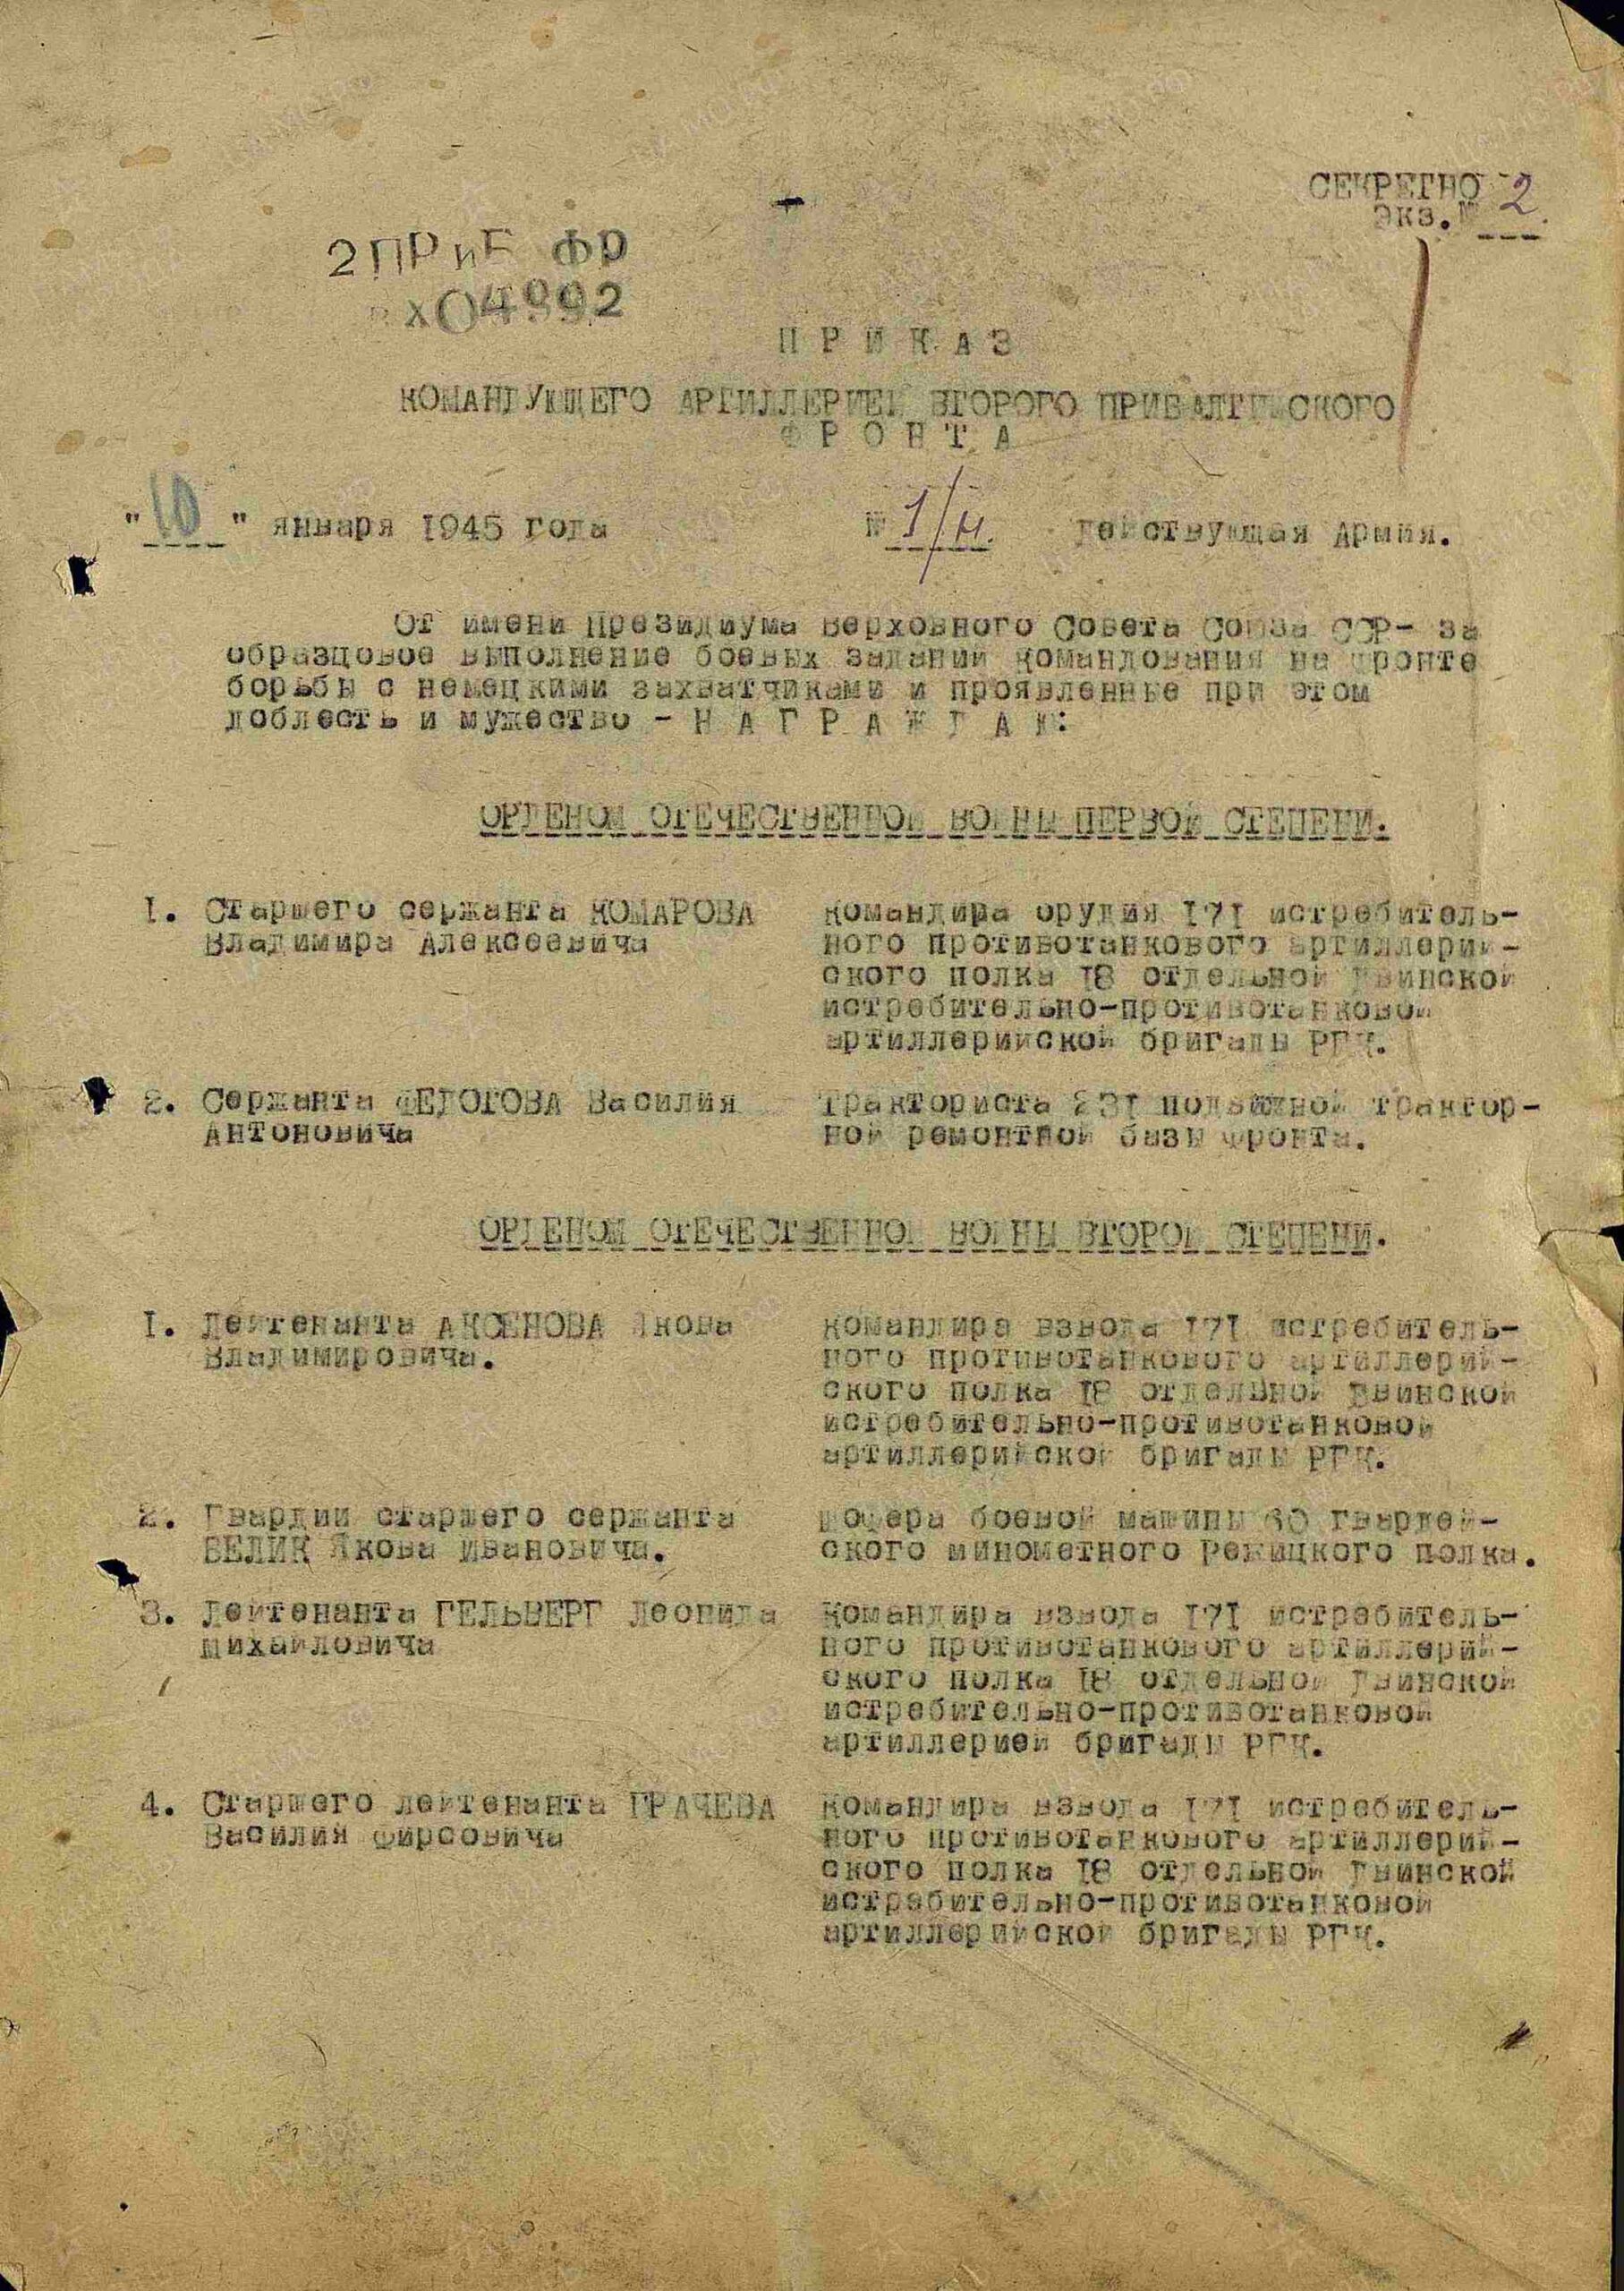 СЕКРЕТНО
Экз.№ 2.
2 ПРиБ ФР
вх04992
П Р И К А З
КОМАНДУЮЩЕГО АРТИЛЛЕРИЕЙ ВТОРОГО ПРИБАЛТИЙСКОГО
Ф Р О Н Т А
"10" января 1945 года № 1/н. Действующая Армия.
От имени Президиума Верховного Совета Союза ССР- за
образцовое выполнение боевых заданий командования на фронте
борьбы с немецкими захватчиками и проявленные при этом
доблесть и мужество - Н А Г Р А Ж Д А Ю:
ОРДЕНОМ ОТЕЧЕСТВЕННОЙ ВОЙНЫ ПЕРВОЙ СТЕПЕНИ.
1. Старшего сержанта КОМАРОВА командира орудия 171 истребитель-
Владимира Алексеевича ного противотанкового артиллерий-
ского полка 18 отдельной Двинской
истребительно-противотанковой
артиллерийской бригады РГК.
2. Сержанта ФЕДОТОВА Василия тракториста 231 подвижной трактор-
Антоновича ной ремонтной базы фронта.
ОРДЕНОМ ОТЕЧЕСТВЕННОЙ ВОЙНЫ ВТОРОЙ СТЕПЕНИ.
1. Лейтенанта АКСЕНОВА Якова командира взвода 171 истребитель-
Владимировича. ного противотанкового артиллерий-
ского полка 18 отдельной Двинской
истребительно-противотанковой
артиллерийской бригады РГК.
2. Гвардии старшего сержанта шофера боевой машины 30 гвардей-
ВЕЛИК Якова Ивановича. ского минометного Режицкого полка.
3. Лейтенанта ГЕЛЬВЕРГ Леонида командира взвода 171 истребитель-
Михайловича ного противотанкового артиллерий-
ского полка 18 отдельной Двинской
истребительно-противотанковой
артиллерией бригады РГК.
4. Старшего лейтенанта ГРАЧЕВА командира взвода 171 истребитель-
Василия Фирсовича ного противотанкового артиллерий-
ского полка 18 отдельной Двинской
истребительно-противотанковой
артиллерийской бригады РГК.